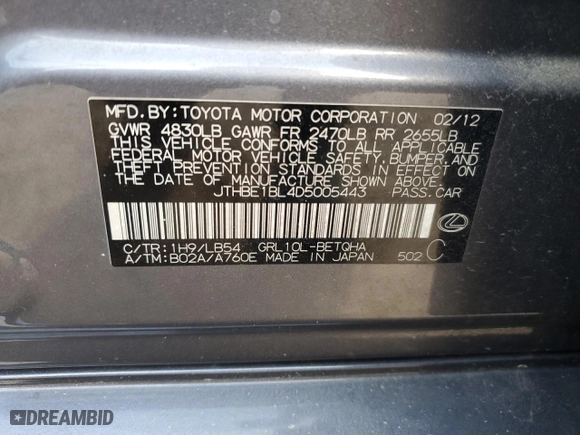 MFD.BY:TOYOTA MOTOR CORPORATION 02/12
GVWR 4830LB GAWR FR 2470LB RR 2655LB
THIS VEHICLE CONFORMS TO ALL APPLICABLE
FEDERAL MOTOR VEHICLE SAFETY,BUMPER,AND
THEFT PREVENTION STANDARDS IN EFFECT ON
THE DATE OF MANUFACTURE SHOWN ABOVE.
JTHBE1BL4D5005443 PASS.CAR
C/TR:1H9/LB54 GRL10L-BETQHA
A/TM:B02A/A760E MADE IN JAPAN 502 C
DREAMBID